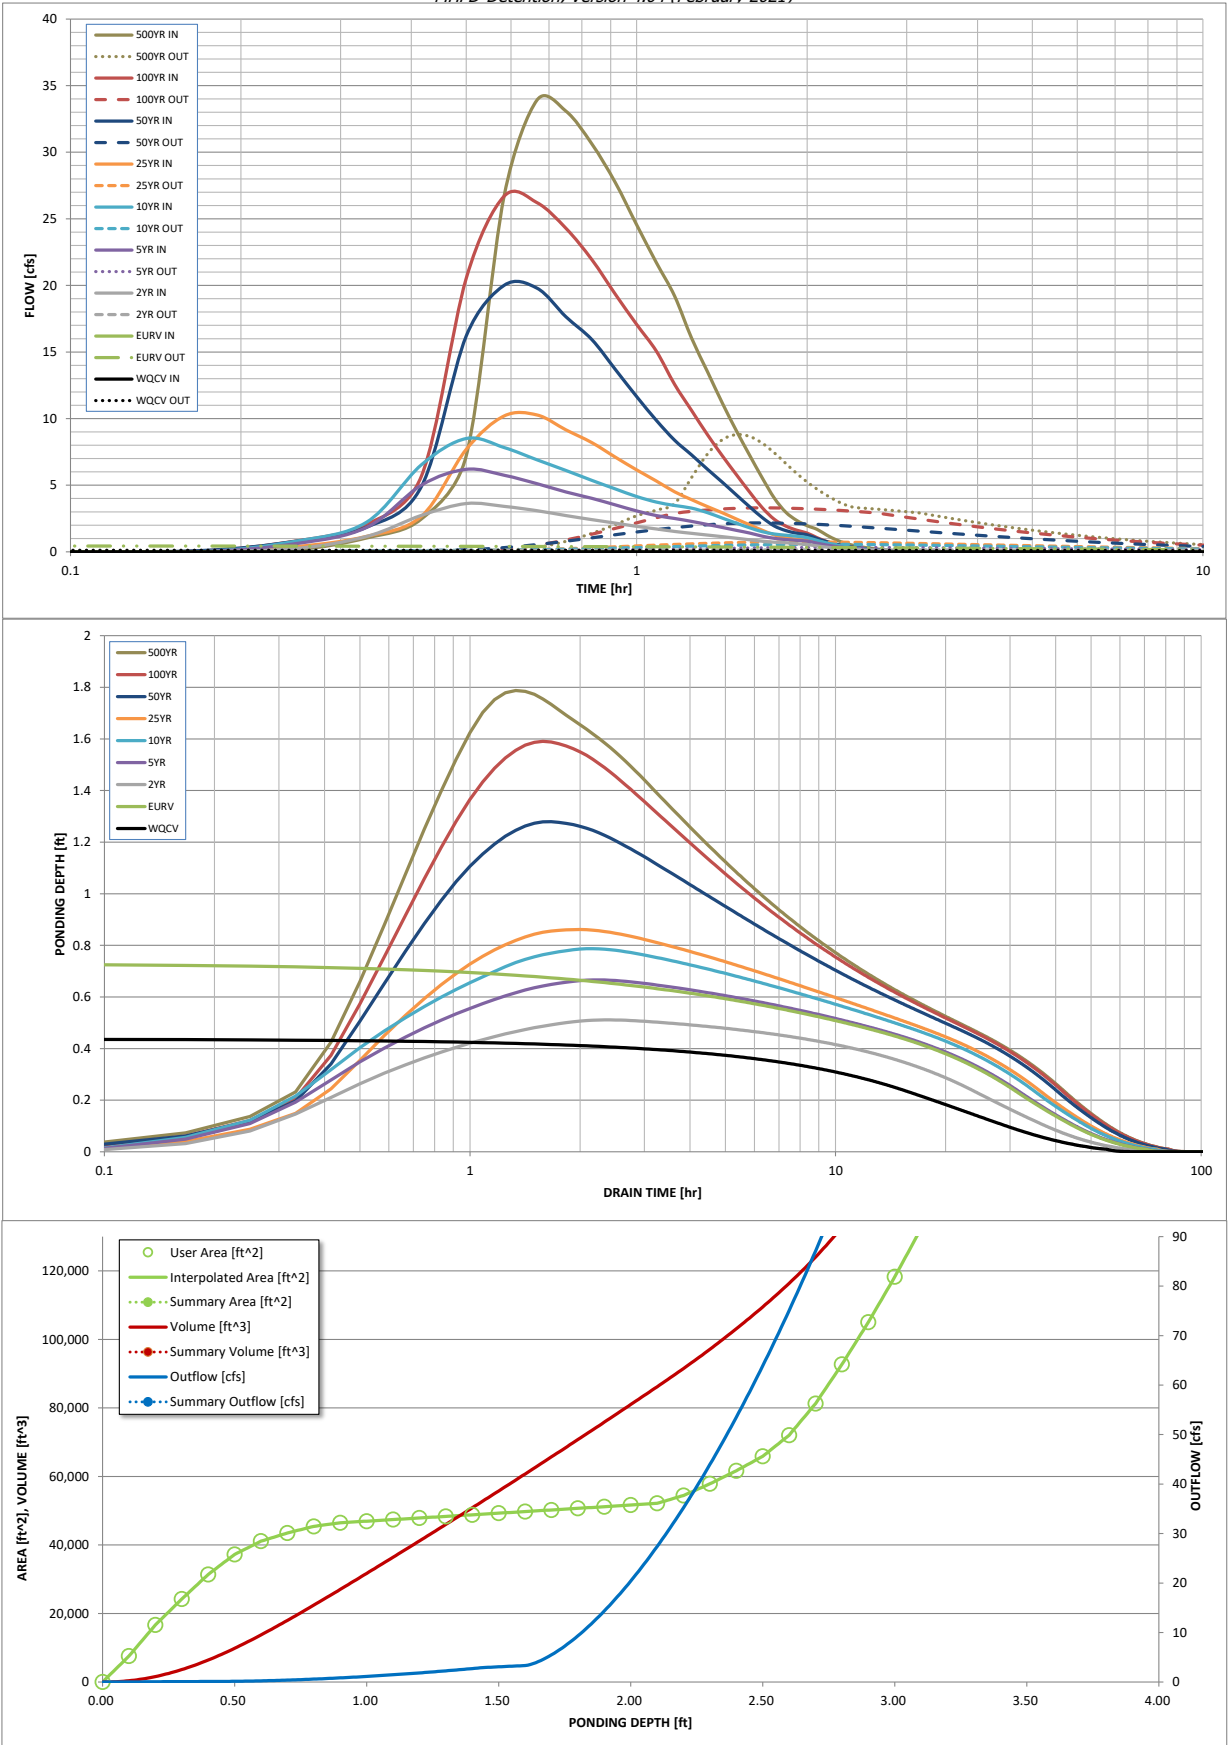 MHFD-Detention, Version 4.04 (February 2021)
40
35
30
25
20
15
10
5
0
FLOW [cfs]
500YR IN
500YR OUT
100YR IN
100YR OUT
50YR IN
50YR OUT
25YR IN
25YR OUT
10YR IN
10YR OUT
5YR IN
5YR OUT
2YR IN
2YR OUT
EURV IN
EURV OUT
WQCV IN
WQCV OUT
0.1 1 10
TIME [hr]
2
1.8
1.6
1.4
1.2
1
0.8
0.6
0.4
0.2
0
PONDING DEPTH [ft]
500YR
100YR
50YR
25YR
10YR
5YR
2YR
EURV
WQCV
0.1 1 10 100
DRAIN TIME [hr]
120,000
100,000
80,000
60,000
40,000
20,000
0
AREA [ft^2], VOLUME [ft^3]
User Area [ft^2]
Interpolated Area [ft^2]
Summary Area [ft^2]
Volume [ft^3]
Summary Volume [ft^3]
Outflow [cfs]
Summary Outflow [cfs]
90
80
70
60
50
40
30
20
10
0
OUTFLOW [cfs]
0.00 0.50 1.00 1.50 2.00 2.50 3.00 3.50 4.00
PONDING DEPTH [ft]